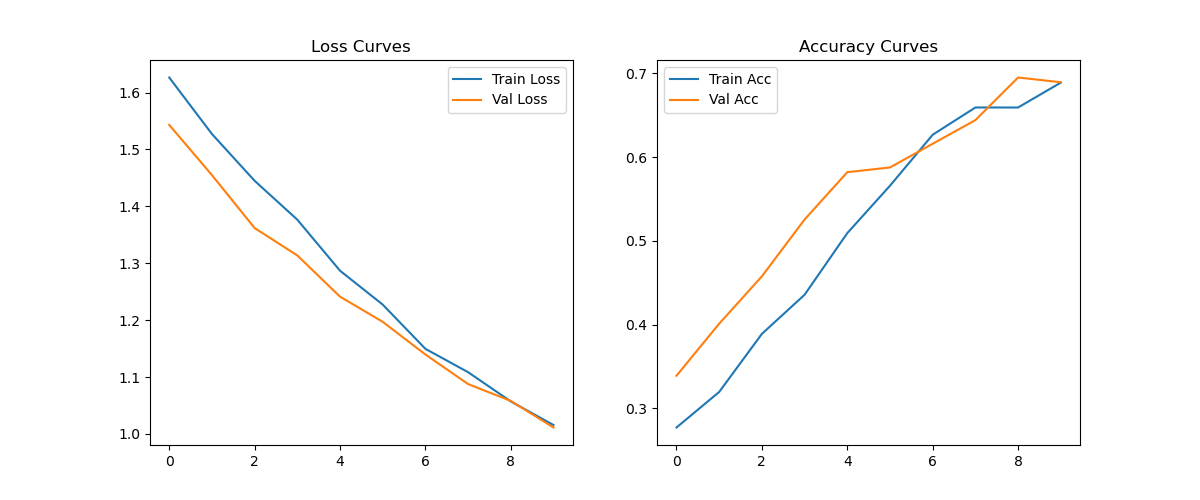 Loss Curves
Train Loss
Val Loss
1.6
1.5
1.4
1.3
1.2
1.1
1.0
0 2 4 6 8
Accuracy Curves
Train Acc
Val Acc
0.7
0.6
0.5
0.4
0.3
0 2 4 6 8